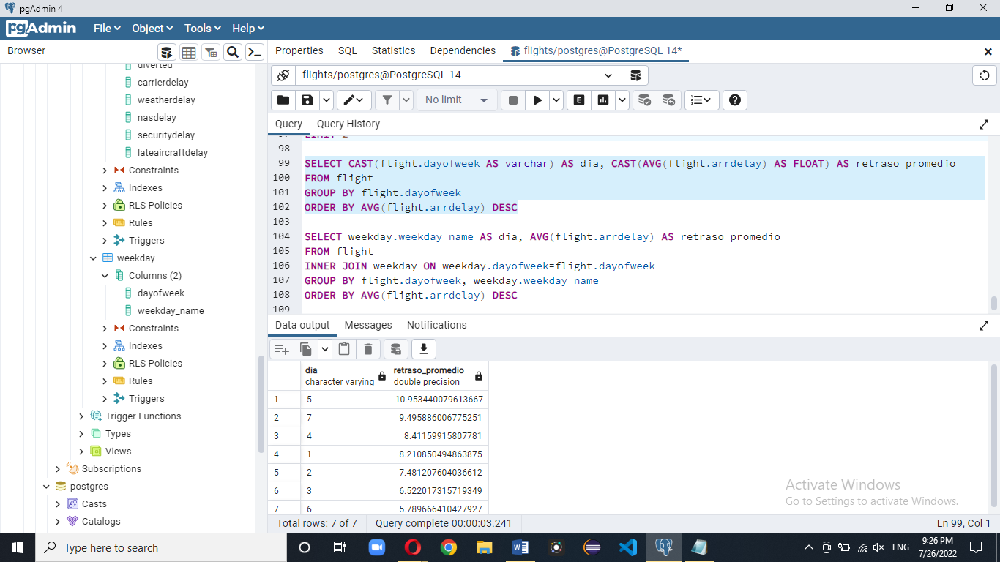 pgAdmin 4
pgAdmin File Object Tools Help
Browser
Properties SQL Statistics Dependencies flights/postgres@PostgreSQL 14*
diverted
carrierdelay
weatherdelay
nasdelay
securitydelay
lateaircraftdelay
Constraints
Indexes
RLS Policies
Rules
Triggers
weekday
Columns (2)
dayofweek
weekday_name
Constraints
Indexes
RLS Policies
Rules
Triggers
Trigger Functions
Types
Views
Subscriptions
postgres
Casts
Catalogs
flights/postgres@PostgreSQL 14
No limit
E
Query Query History
97 LIMIT 2
98
99 SELECT CAST(flight.dayofweek AS varchar) AS dia, CAST(AVG(flight.arrdelay) AS FLOAT) AS retraso_promedio
100 FROM flight
101 GROUP BY flight.dayofweek
102 ORDER BY AVG(flight.arrdelay) DESC
103
104 SELECT weekday.weekday_name AS dia, AVG(flight.arrdelay) AS retraso_promedio
105 FROM flight
106 INNER JOIN weekday ON weekday.dayofweek=flight.dayofweek
107 GROUP BY flight.dayofweek, weekday.weekday_name
108 ORDER BY AVG(flight.arrdelay) DESC
109
Data output Messages Notifications
dia retraso_promedio
character varying double precision
1 5 10.953440079613667
2 7 9.495886006775251
3 4 8.41159915807781
4 1 8.210850494863875
5 2 7.481207604036612
6 3 6.522017315719349
7 6 5.789666410427927
Activate Windows
Go to Settings to activate Windows.
Total rows: 7 of 7 Query complete 00:00:03.241 Ln 99, Col 1
Type here to search
ENG
9:26 PM
7/26/2022